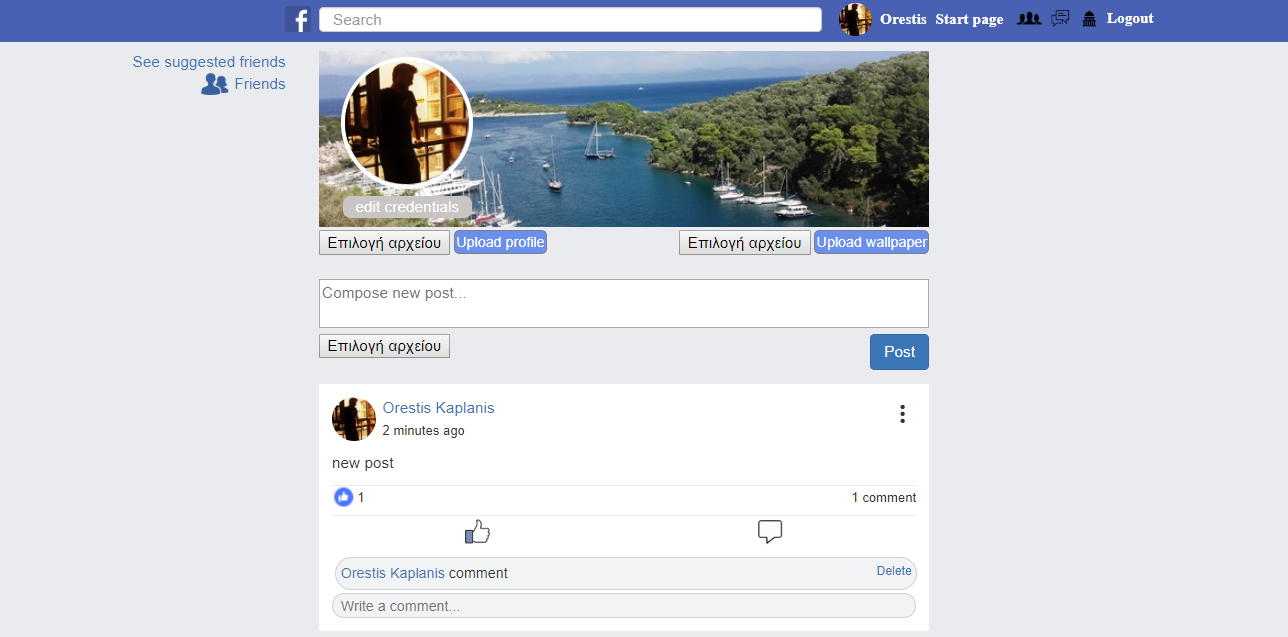 f Search Orestis Start page Logout
See suggested friends
Friends
edit credentials
Επιλογή αρχείου Upload profile Επιλογή αρχείου Upload wallpaper
Compose new post...
Επιλογή αρχείου Post
Orestis Kaplanis
2 minutes ago
new post
1 1 comment
Orestis Kaplanis comment Delete
Write a comment...